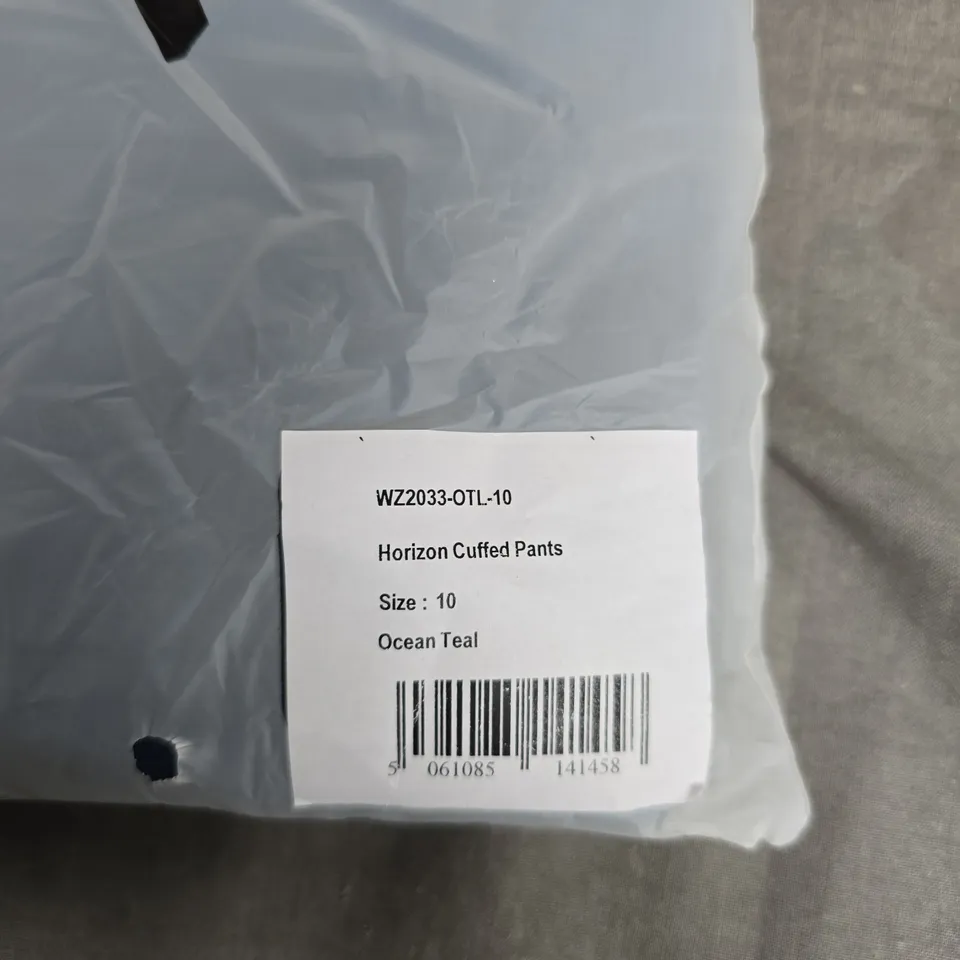 WZ2033-OTL-10
Horizon Cuffed Pants
Size : 10
Ocean Teal
5 061085 141458